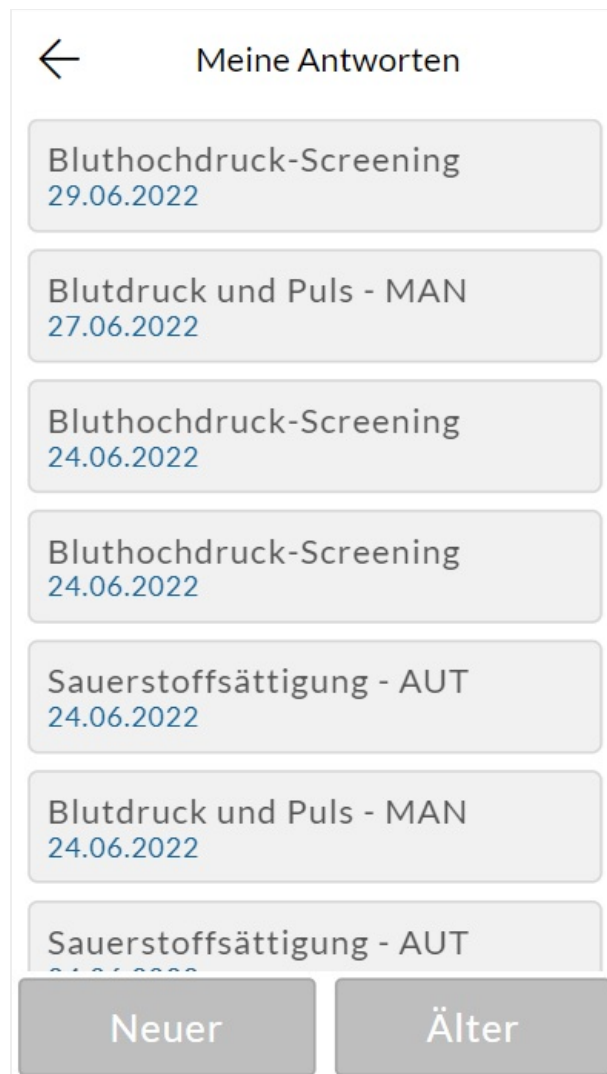 Meine Antworten
Bluthochdruck-Screening
29.06.2022
Blutdruck und Puls - MAN
27.06.2022
Bluthochdruck-Screening
24.06.2022
Bluthochdruck-Screening
24.06.2022
Sauerstoffsättigung - AUT
24.06.2022
Blutdruck und Puls - MAN
24.06.2022
Sauerstoffsättigung - AUT
Neuer
Älter